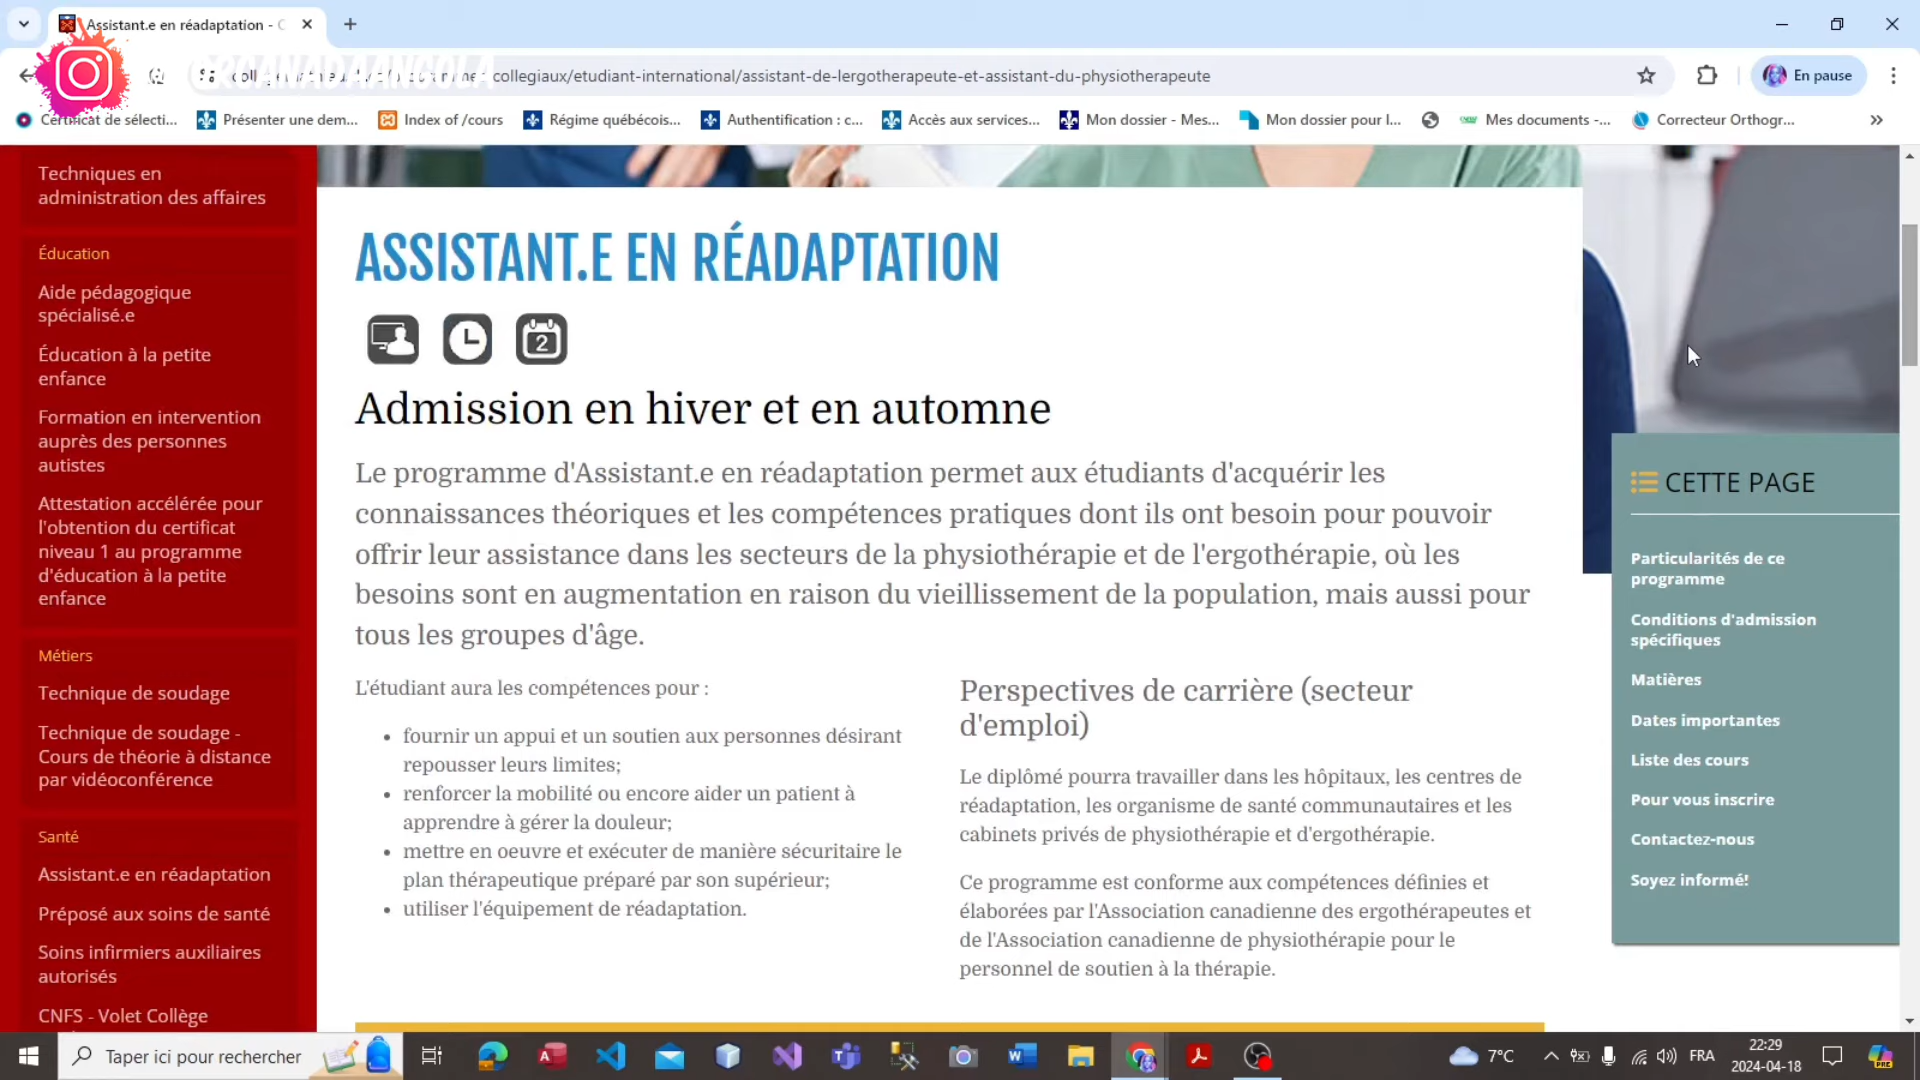 Assistant.e en réadaptation - C
collegiaux/etudiant-international/assistant-de-lergotherapeute-et-assistant-du-physiotherapeute
En pause
Certificat de sélecti...
Présenter une dem...
Index of /cours
Régime québécois...
Authentification : c...
Accès aux services...
Mon dossier - Mes...
Mon dossier pour l...
Mes documents -...
Correcteur Orthogr...
Techniques en
administration des affaires
Éducation
Aide pédagogique
spécialisé.e
Éducation à la petite
enfance
Formation en intervention
auprès des personnes
autistes
Attestation accélérée pour
l'obtention du certificat
niveau 1 au programme
d'éducation à la petite
enfance
Métiers
Technique de soudage
Technique de soudage -
Cours de théorie à distance
par vidéoconférence
Santé
Assistant.e en réadaptation
Préposé aux soins de santé
Soins infirmiers auxiliaires
autorisés
CNFS - Volet Collège
ASSISTANT.E EN RÉADAPTATION
2
Admission en hiver et en automne
Le programme d'Assistant.e en réadaptation permet aux étudiants d'acquérir les
connaissances théoriques et les compétences pratiques dont ils ont besoin pour pouvoir
offrir leur assistance dans les secteurs de la physiothérapie et de l'ergothérapie, où les
besoins sont en augmentation en raison du vieillissement de la population, mais aussi pour
tous les groupes d'âge.
L'étudiant aura les compétences pour :
• fournir un appui et un soutien aux personnes désirant
repousser leurs limites;
• renforcer la mobilité ou encore aider un patient à
apprendre à gérer la douleur;
• mettre en oeuvre et exécuter de manière sécuritaire le
plan thérapeutique préparé par son supérieur;
• utiliser l'équipement de réadaptation.
Perspectives de carrière (secteur
d'emploi)
Le diplômé pourra travailler dans les hôpitaux, les centres de
réadaptation, les organisme de santé communautaires et les
cabinets privés de physiothérapie et d'ergothérapie.
Ce programme est conforme aux compétences définies et
élaborées par l'Association canadienne des ergothérapeutes et
de l'Association canadienne de physiothérapie pour le
personnel de soutien à la thérapie.
CETTE PAGE
Particularités de ce
programme
Conditions d'admission
spécifiques
Matières
Dates importantes
Liste des cours
Pour vous inscrire
Contactez-nous
Soyez informé!
Taper ici pour rechercher
7°C
FRA
22:29
2024-04-18